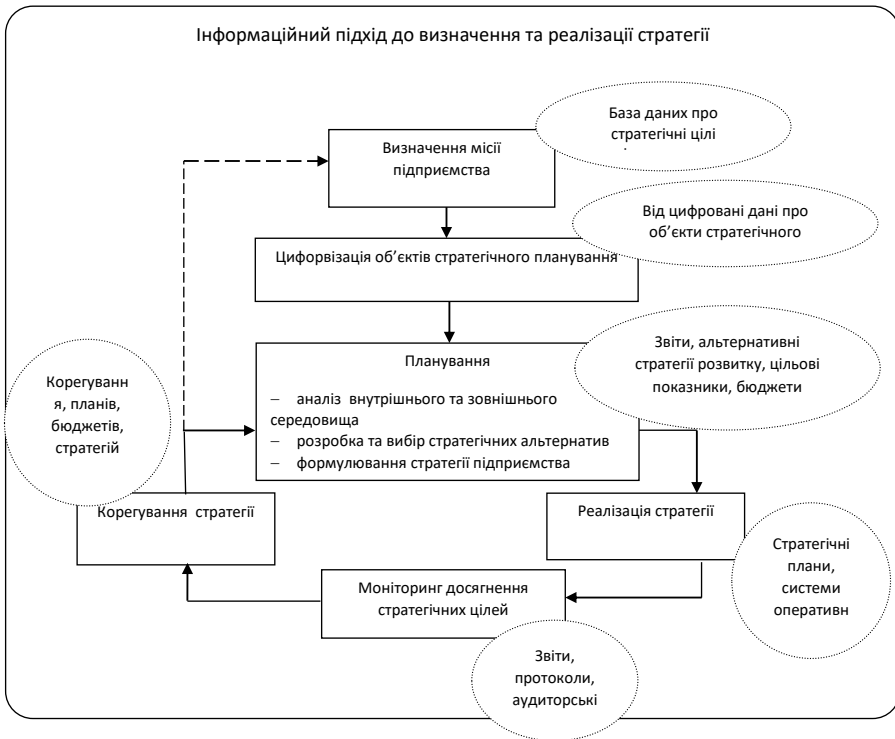 Інформаційний підхід до визначення та реалізації стратегії
База даних про
стратегічні цілі
Визначення місії
підприємства
Від цифровані дані про
об’єкти стратегічного
Цифорвізація об’єктів стратегічного планування
Звіти, альтернативні
стратегії розвитку, цільові
показники, бюджети
Планування
– аналіз внутрішнього та зовнішнього
середовища
– розробка та вибір стратегічних альтернатив
– формулювання стратегії підприємства
Корегуванн
я, планів,
бюджетів,
стратегій
Корегування стратегії
Реалізація стратегії
Стратегічні
плани,
системи
оперативн
Моніторинг досягнення
стратегічних цілей
Звіти,
протоколи,
аудиторські